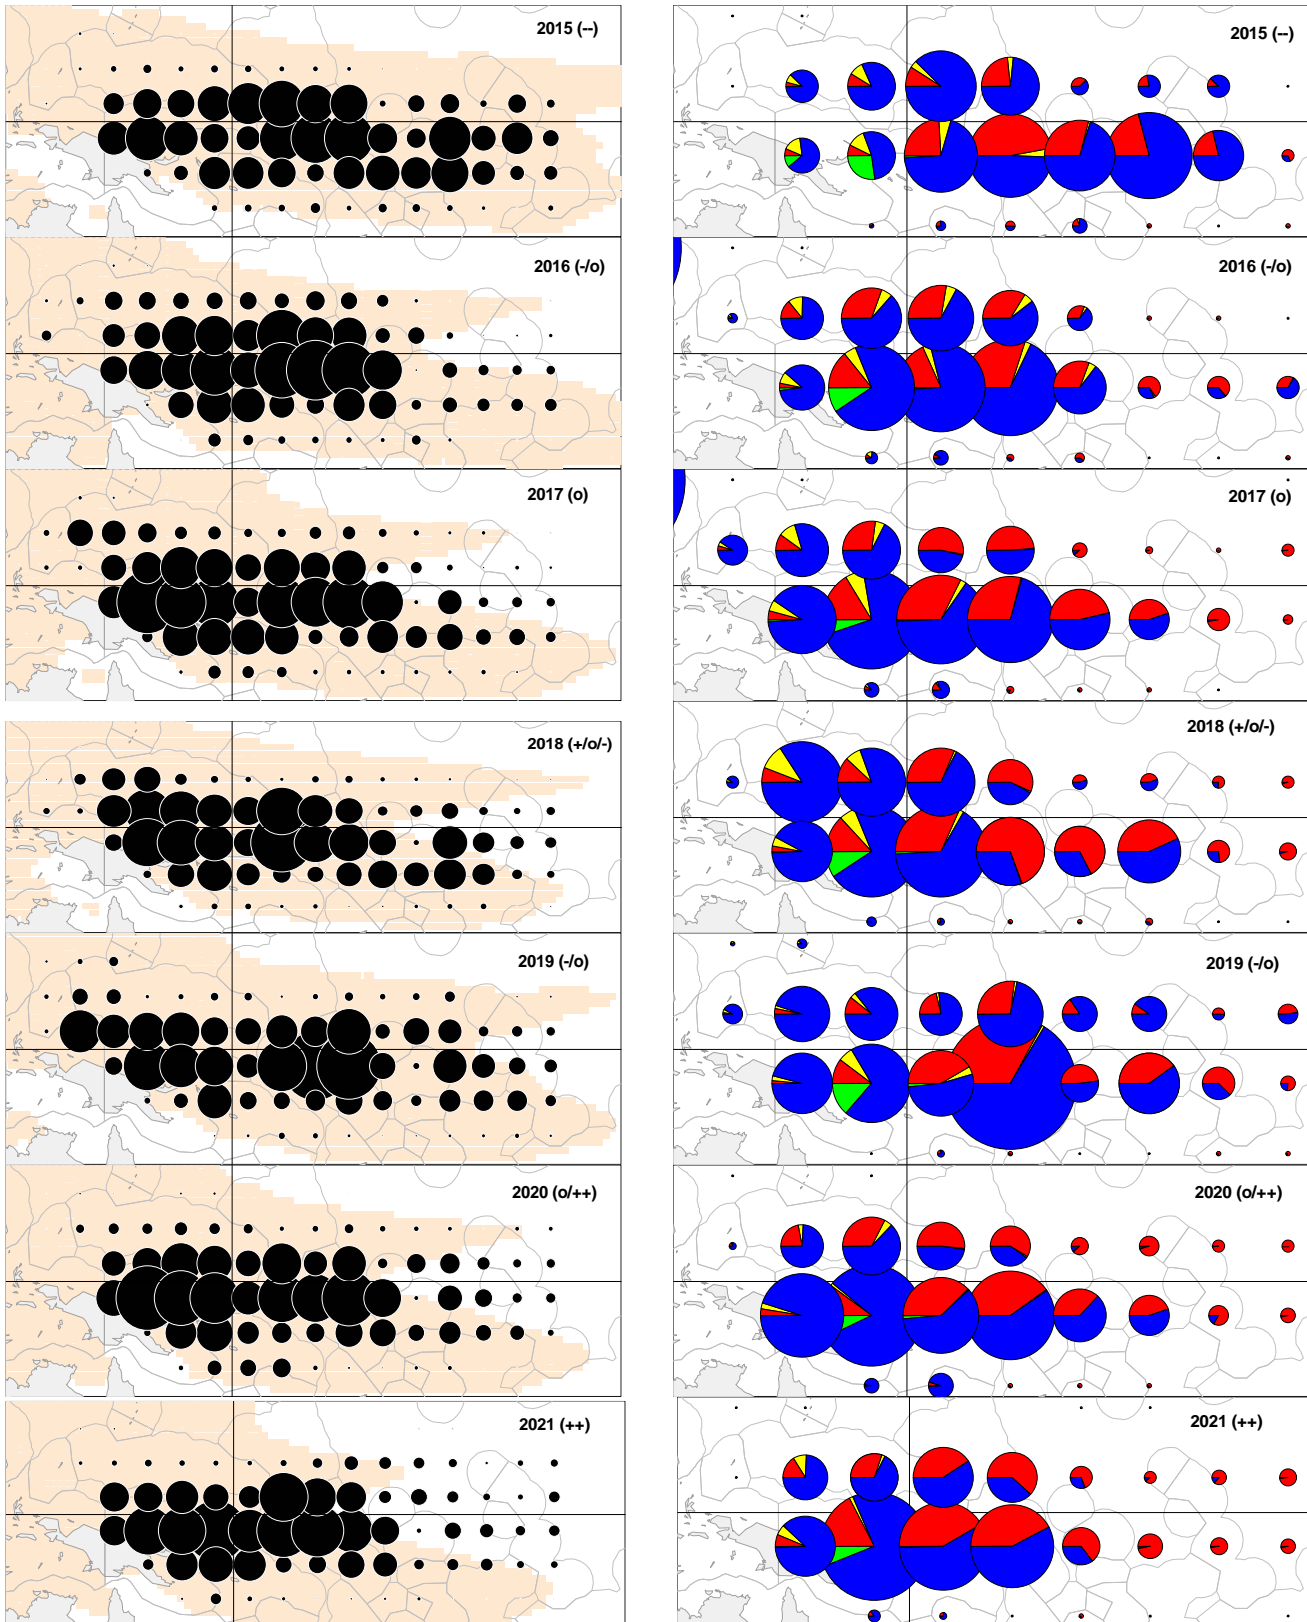 2015 (--)
2015 (--)
2016 (-/o)
2016 (-/o)
2017 (o)
2017 (o)
2018 (+/o/-)
2018 (+/o/-)
2019 (-/o)
2019 (-/o)
2020 (o/++)
2020 (o/++)
2021 (++)
2021 (++)